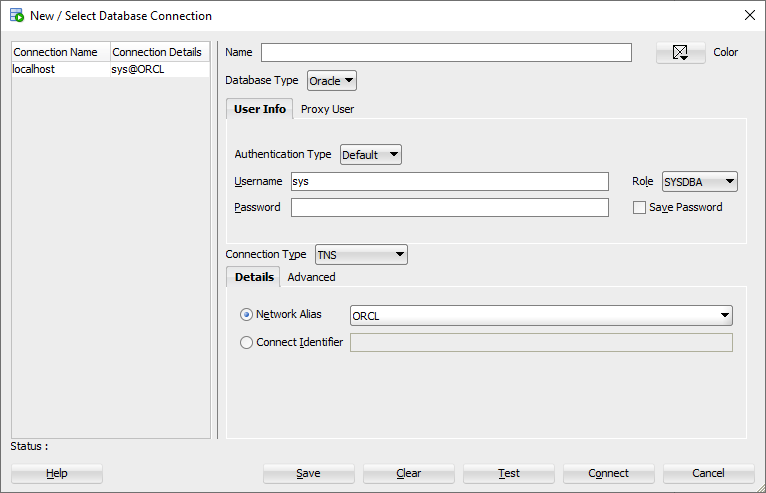 New / Select Database Connection
Connection Name Connection Details
localhost sys@ORCL
Name Color
Database Type Oracle
User Info Proxy User
Authentication Type Default
Username sys Role SYSDBA
Password Save Password
Connection Type TNS
Details Advanced
Network Alias ORCL
Connect Identifier
Status :
Help Save Clear Test Connect Cancel